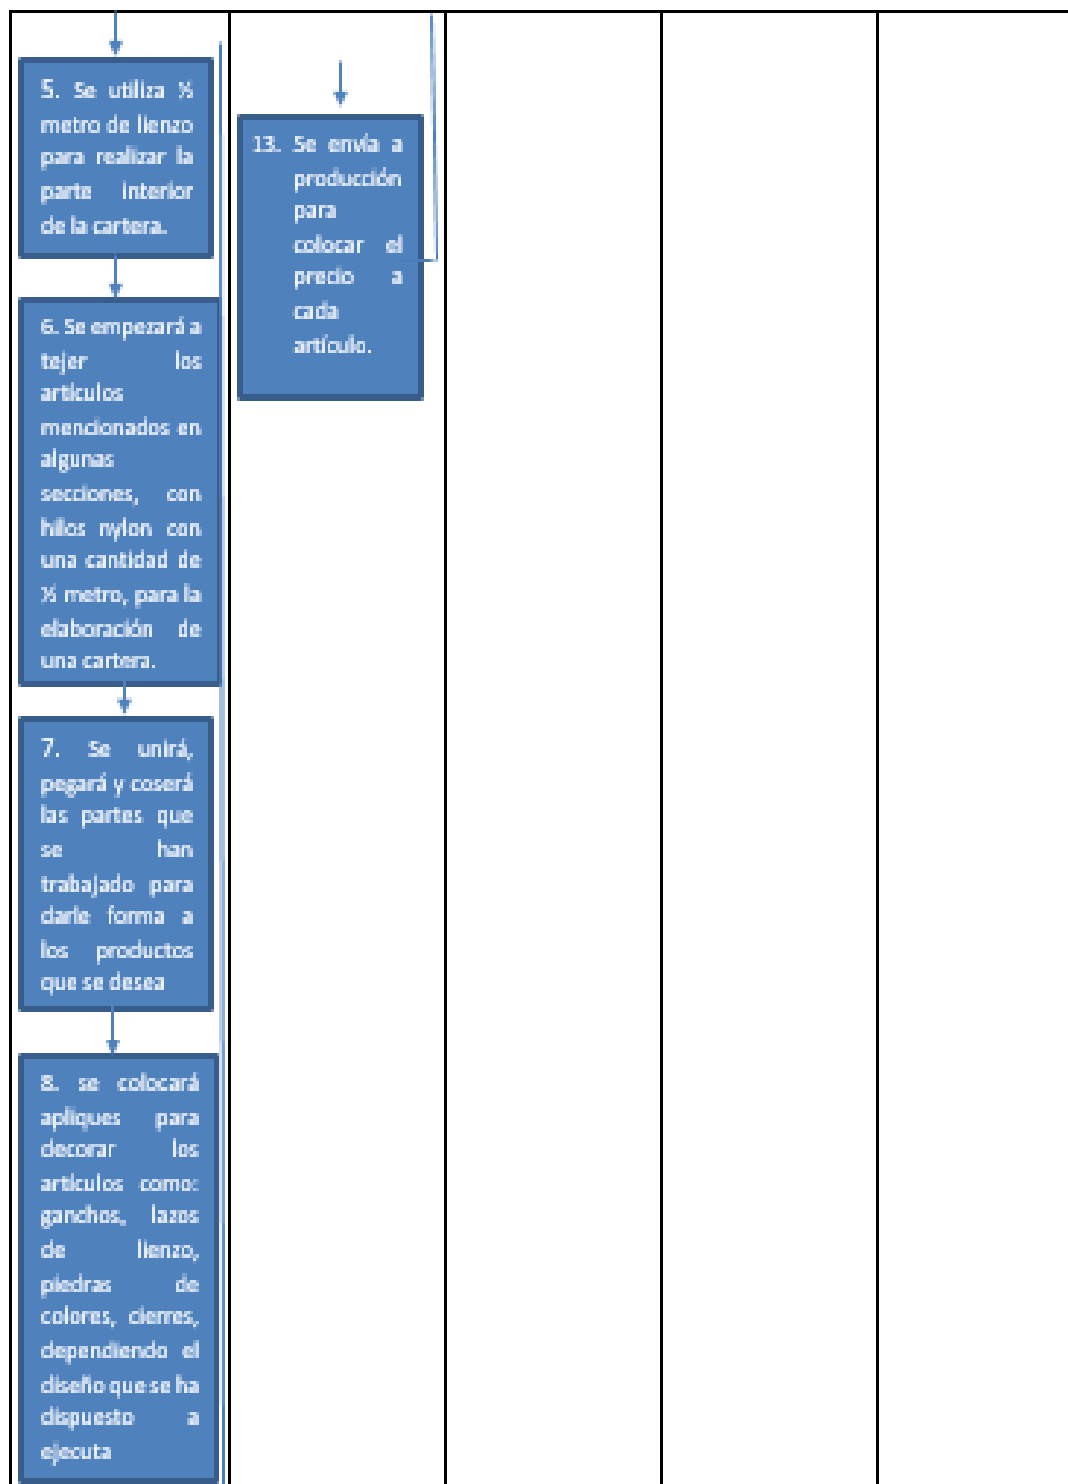 5. Se utiliza ½
metro de lienzo
para realizar la
parte interior
de la cartera.
6. Se empezará a
tejer los
artículos
mencionados en
algunas
secciones, con
hilos nylon con
una cantidad de
½ metro, para la
elaboración de
una cartera.
7. Se unirá,
pegará y coserá
las partes que
se han
trabajado para
darle forma a
los productos
que se desea
8. se colocará
apliques para
decorar los
artículos como:
ganchos, lazos
de lienzo,
piedras de
colores, cierres,
dependiendo el
diseño que se ha
dispuesto a
ejecuta
13. Se envía a
producción
para
colocar el
precio a
cada
artículo.